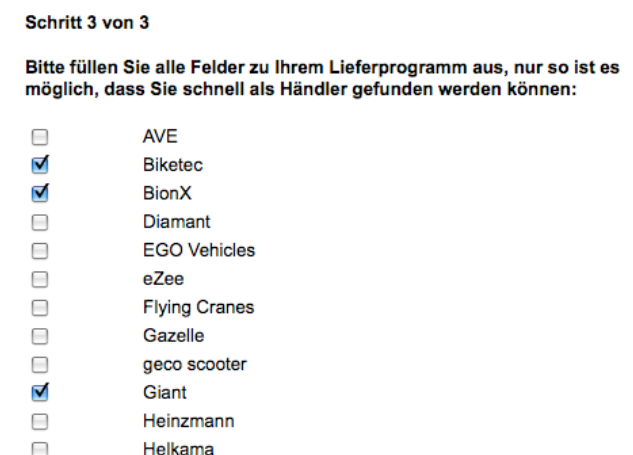 Schritt 3 von 3
Bitte füllen Sie alle Felder zu Ihrem Lieferprogramm aus, nur so ist es
möglich, dass Sie schnell als Händler gefunden werden können:
AVE
Biketec
BionX
Diamant
EGO Vehicles
eZee
Flying Cranes
Gazelle
geco scooter
Giant
Heinzmann
Helkama